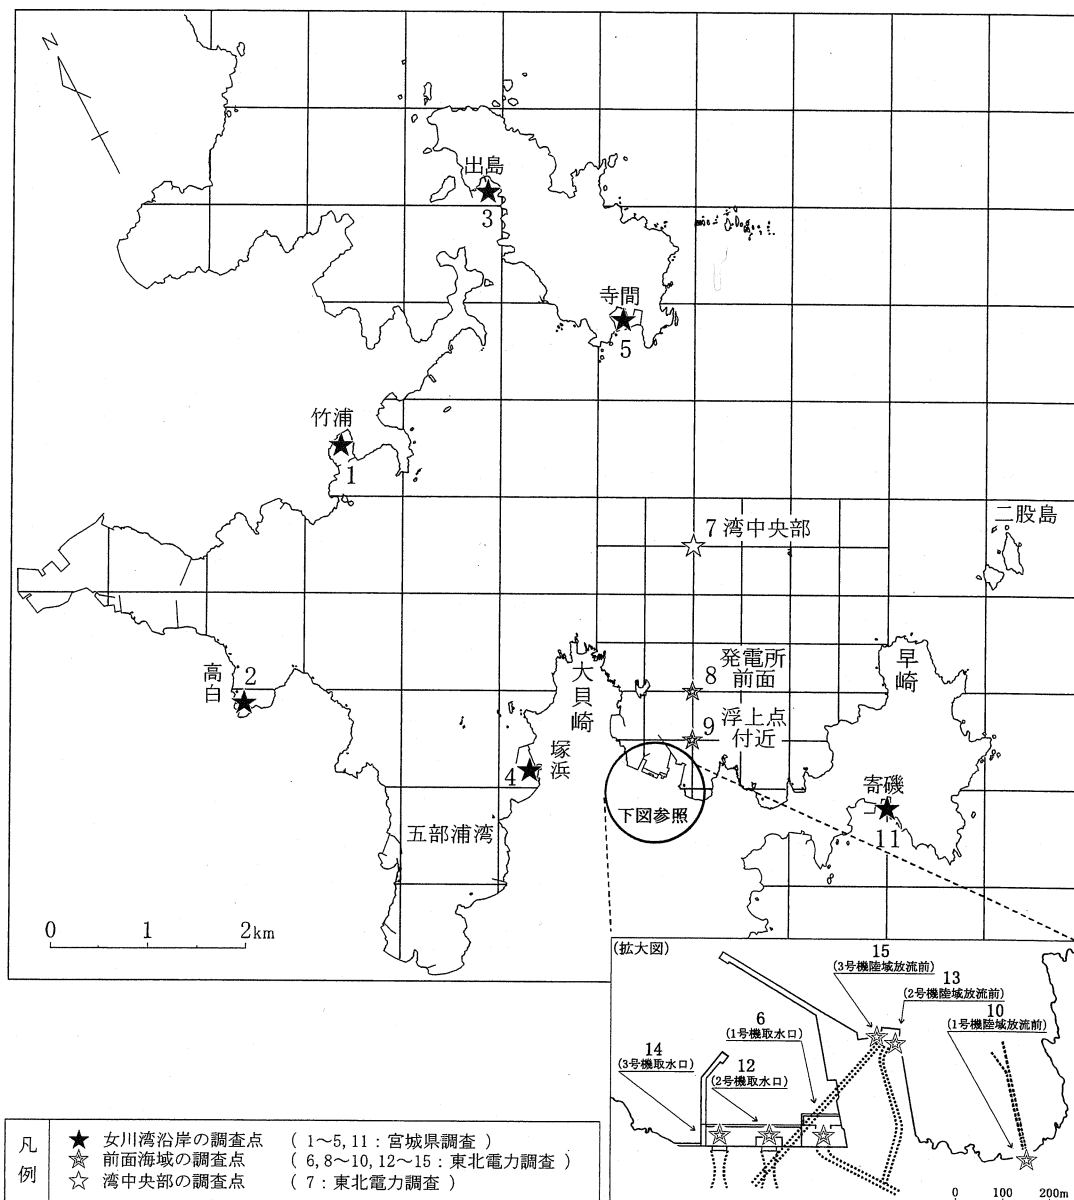 N
出島
3
寺間
5
竹浦
1
7 湾中央部
二股島
高白
2
大貝崎
8
発電所
前面
早崎
9
浮上点
付近
塚浜
4
寄磯
11
下図参照
五部浦湾
0 1 2km
(拡大図)
15
(3号機陸域放流前)
13
(2号機陸域放流前)
10
(1号機陸域放流前)
6
(1号機取水口)
14
(3号機取水口)
12
(2号機取水口)
0 100 200m
凡例
★ 女川湾沿岸の調査点 ( 1~5, 11 : 宮城県調査 )
前面海域の調査点 ( 6, 8~10, 12~15 : 東北電力調査 )
☆ 湾中央部の調査点 ( 7 : 東北電力調査 )